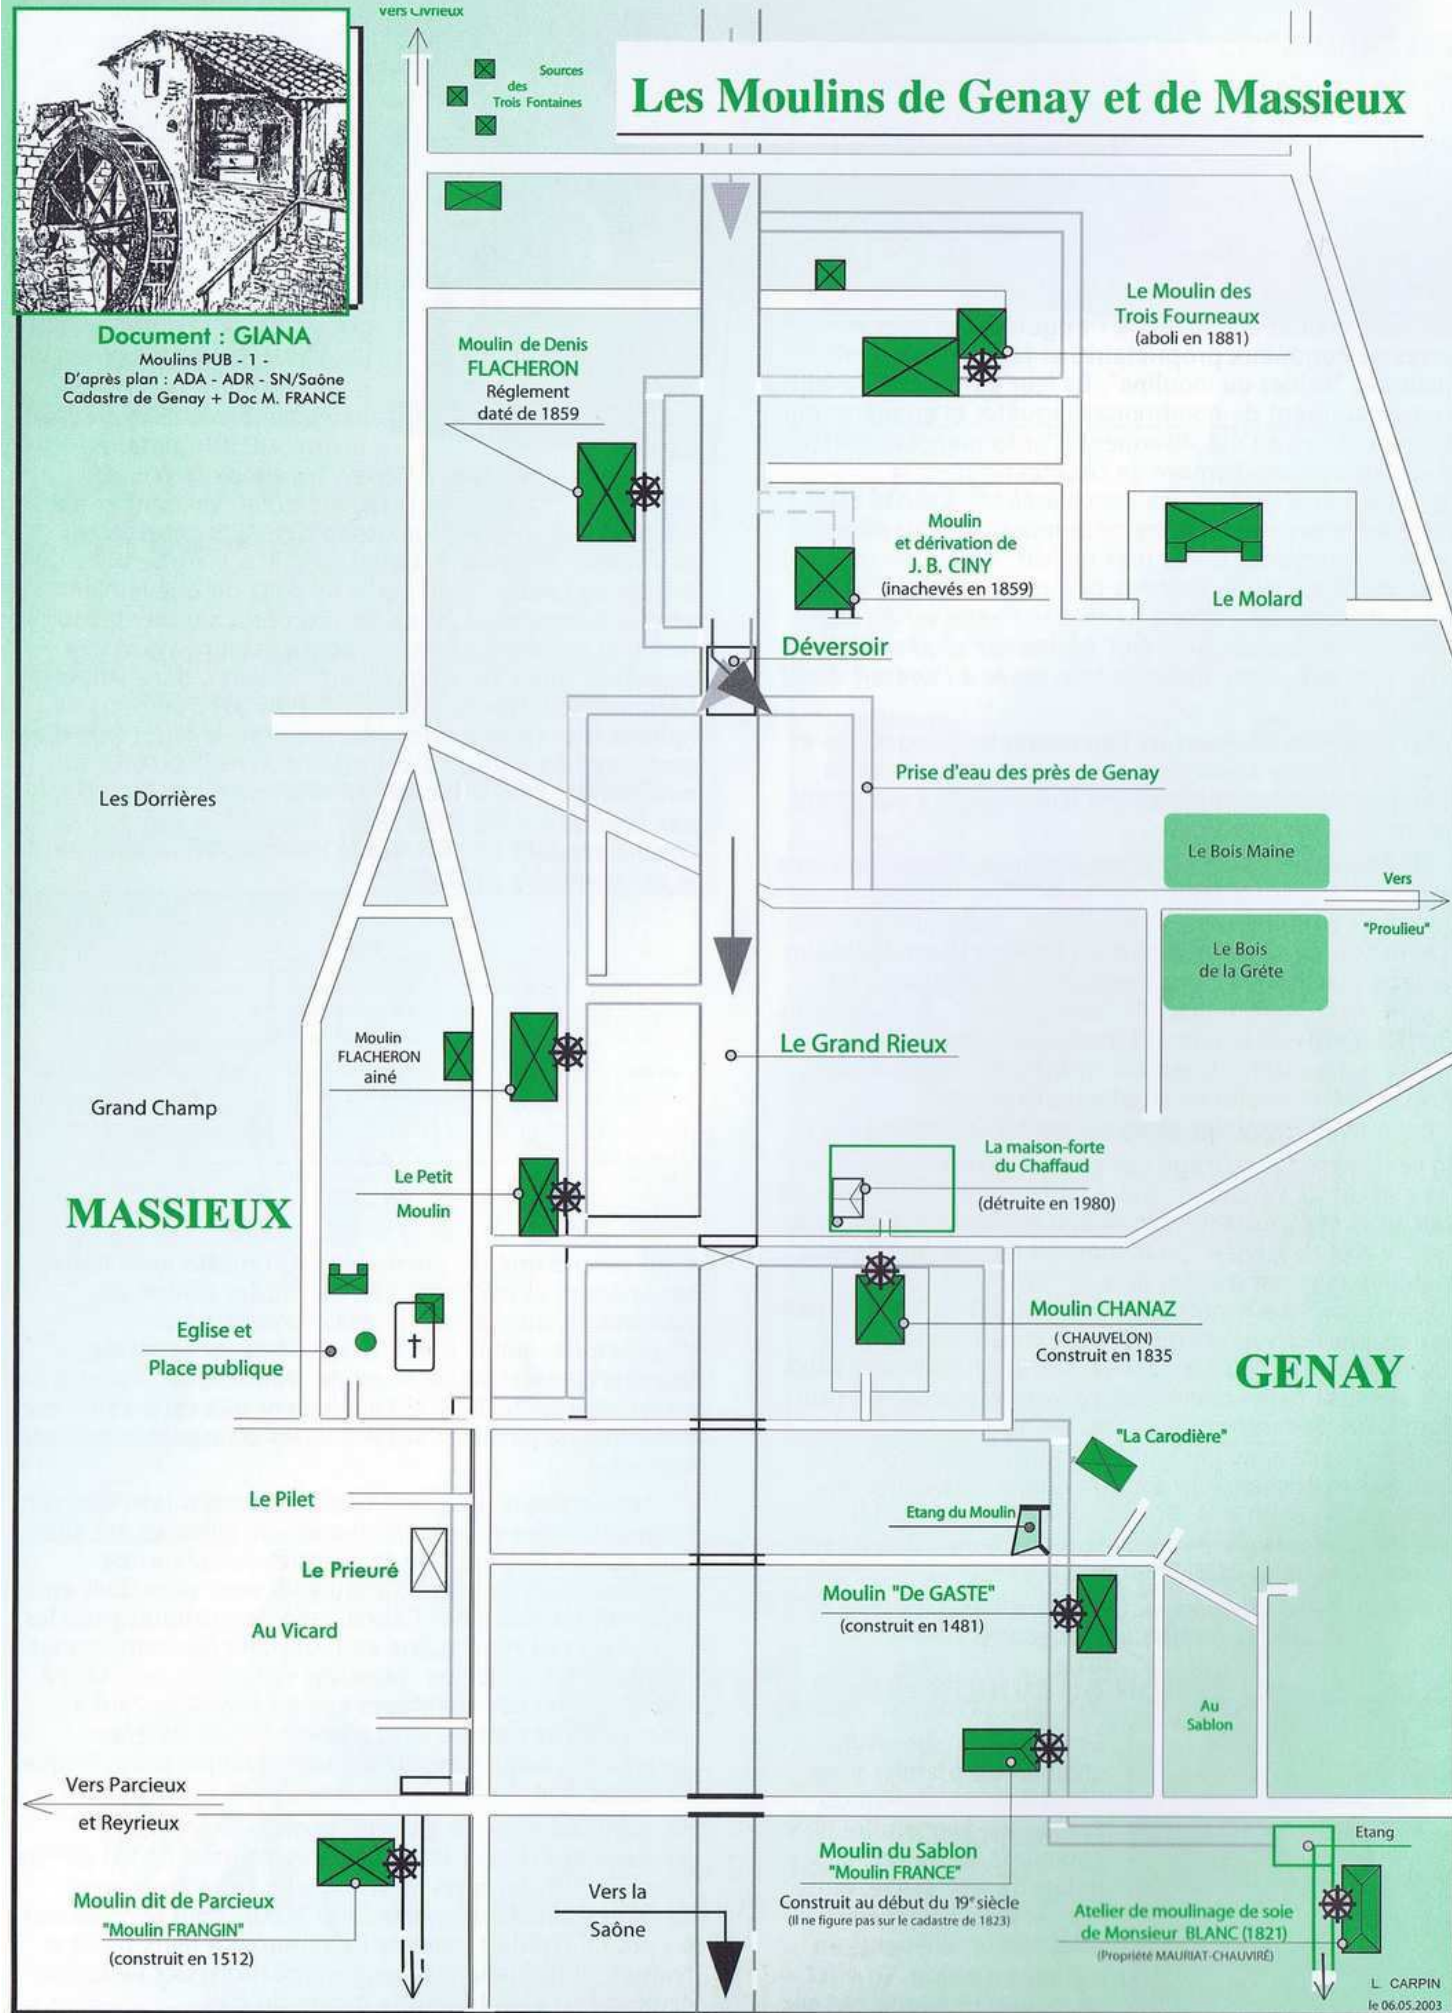 Vers Civrieux
Sources
des
Trois Fontaines
Les Moulins de Genay et de Massieux
Document : GIANA
Moulins PUB - 1 -
D'après plan : ADA - ADR - SN/Saône
Cadastre de Genay + Doc M. FRANCE
Moulin de Denis
FLACHERON
Réglement
daté de 1859
Le Moulin des
Trois Fourneaux
(aboli en 1881)
Moulin
et dérivation de
J. B. CINY
(inachevés en 1859)
Le Molard
Déversoir
Prise d'eau des près de Genay
Les Dorrières
Le Bois Maine
Vers
"Proulieu"
Le Bois
de la Gréte
Moulin
FLACHERON
ainé
Le Grand Rieux
Grand Champ
La maison-forte
du Chaffaud
(détruite en 1980)
Le Petit
Moulin
MASSIEUX
Eglise et
Place publique
Moulin CHANAZ
( CHAUVELON)
Construit en 1835
GENAY
"La Carodière"
Le Pilet
Etang du Moulin
Le Prieuré
Moulin "De GASTE"
(construit en 1481)
Au Vicard
Au
Sablon
Vers Parcieux
et Reyrieux
Moulin dit de Parcieux
"Moulin FRANGIN"
(construit en 1512)
Vers la
Saône
Moulin du Sablon
"Moulin FRANCE"
Construit au début du 19e siècle
(Il ne figure pas sur le cadastre de 1823)
Etang
Atelier de moulinage de soie
de Monsieur BLANC (1821)
(Propriété MAURIAT-CHAUVIRÉ)
L. CARPIN
le 06.05.2003